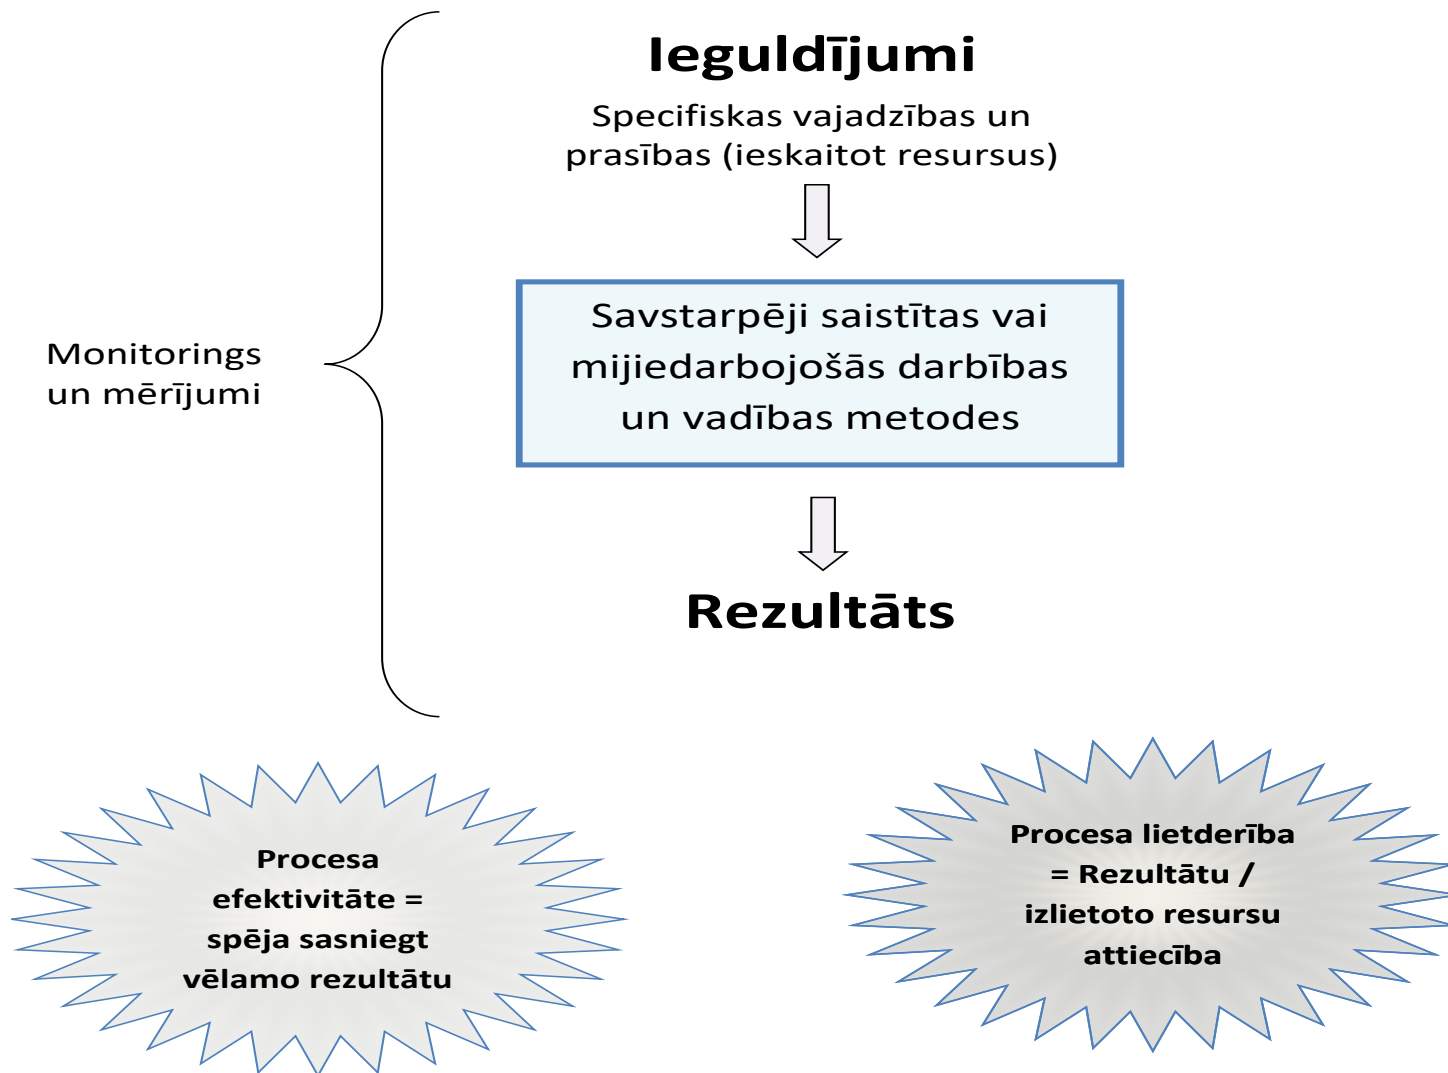 Ieguldījumi
Specifiskas vajadzības un
prasības (ieskaitot resursus)
Savstarpēji saistītas vai
mijiedarbojošās darbības
un vadības metodes
Monitorings
un mērījumi
Rezultāts
Procesa
efektivitāte =
spēja sasniegt
vēlamo rezultātu
Procesa lietderība
= Rezultātu /
izlietoto resursu
attiecība